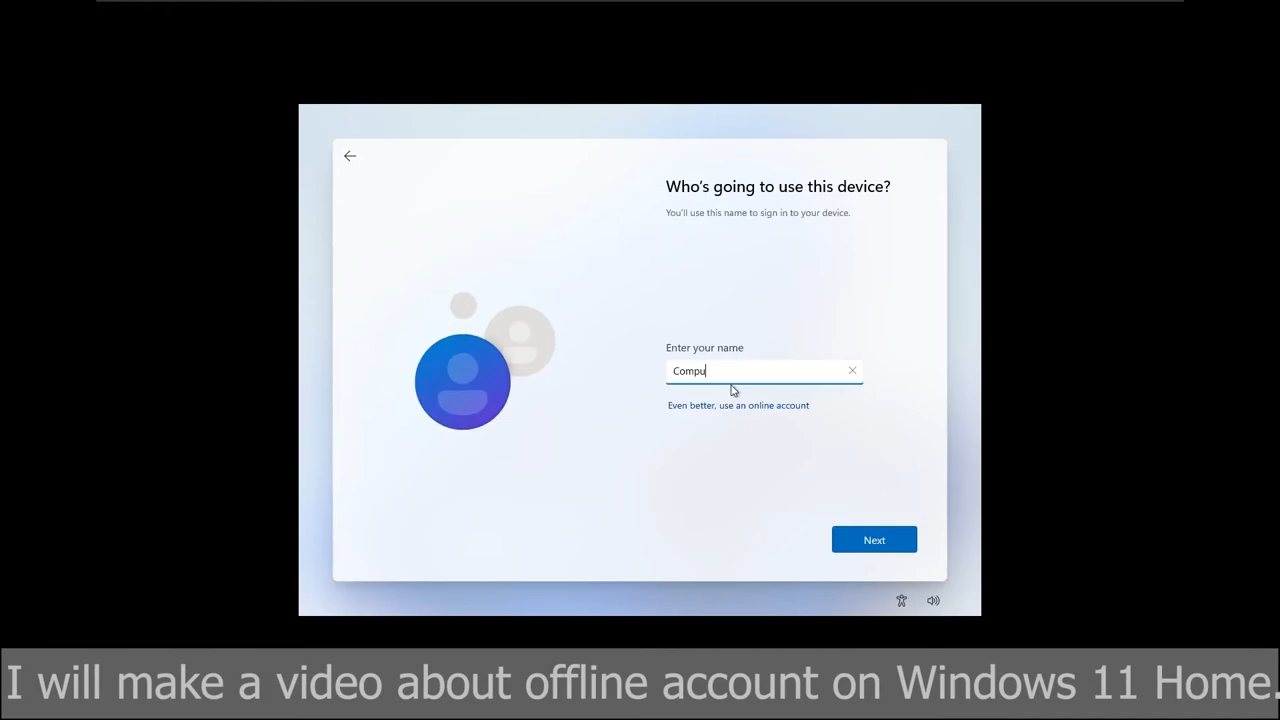 Who's going to use this device?
You'll use this name to sign in to your device.
Enter your name
Compu
Even better, use an online account
Next
I will make a video about offline account on Windows 11 Home.